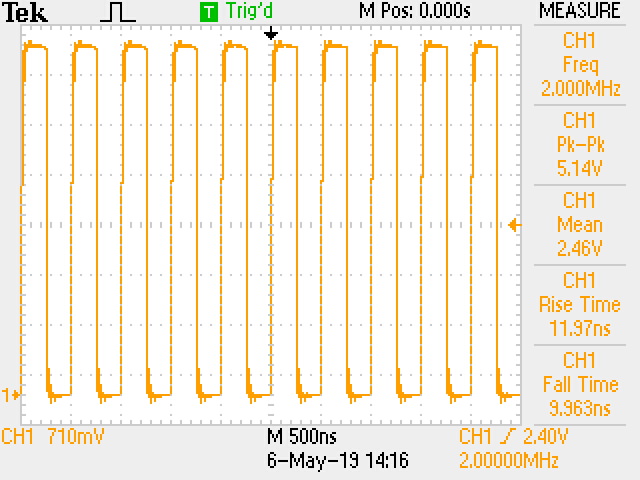 Tek T Trig'd M Pos: 0.000s MEASURE
CH1
Freq
2.000MHz
CH1
Pk-Pk
5.14V
CH1
Mean
2.46V
CH1
Rise Time
11.97ns
CH1
Fall Time
9.963ns
1
CH1 710mV M 500ns CH1 2.40V
6-May-19 14:16 2.00000MHz